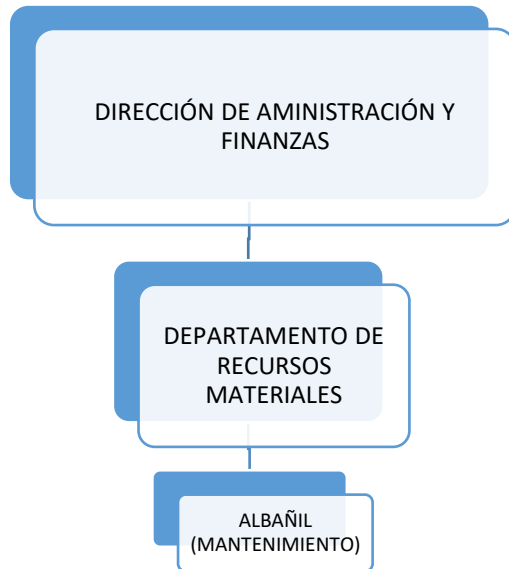 DIRECCIÓN DE AMINISTRACIÓN Y
FINANZAS
DEPARTAMENTO DE
RECURSOS
MATERIALES
ALBAÑIL
(MANTENIMIENTO)